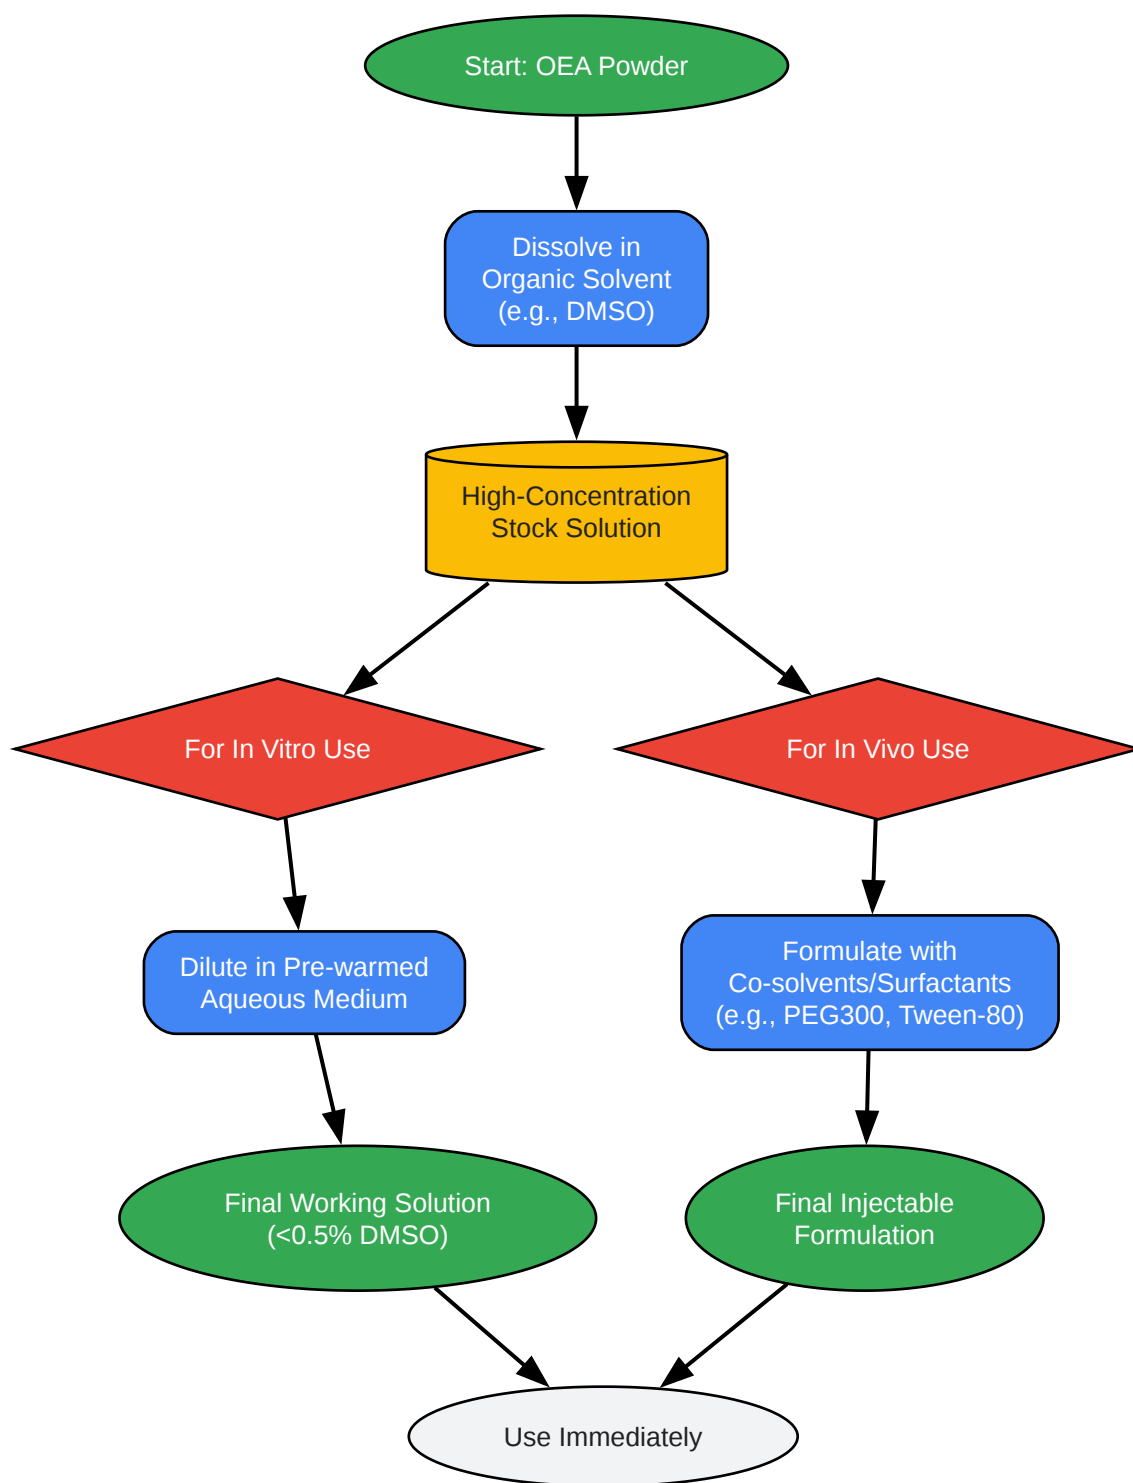 Start: OEA Powder
Dissolve in
Organic Solvent
(e.g., DMSO)
High-Concentration
Stock Solution
For In Vitro Use
For In Vivo Use
Dilute in Pre-warmed
Aqueous Medium
Formulate with
Co-solvents/Surfactants
(e.g., PEG300, Tween-80)
Final Working Solution
(<0.5% DMSO)
Final Injectable
Formulation
Use Immediately